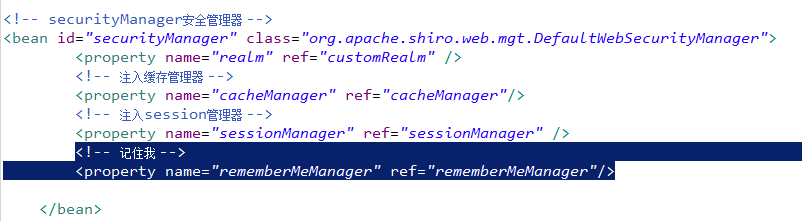 <!-- securityManager安全管理器 -->
<bean id="securityManager" class="org.apache.shiro.web.mgt.DefaultWebSecurityManager">
<property name="realm" ref="customRealm" />
<!-- 注入缓存管理器 -->
<property name="cacheManager" ref="cacheManager"/>
<!-- 注入session管理器 -->
<property name="sessionManager" ref="sessionManager" />
<!-- 记住我 -->
<property name="rememberMeManager" ref="rememberMeManager"/>
</bean>